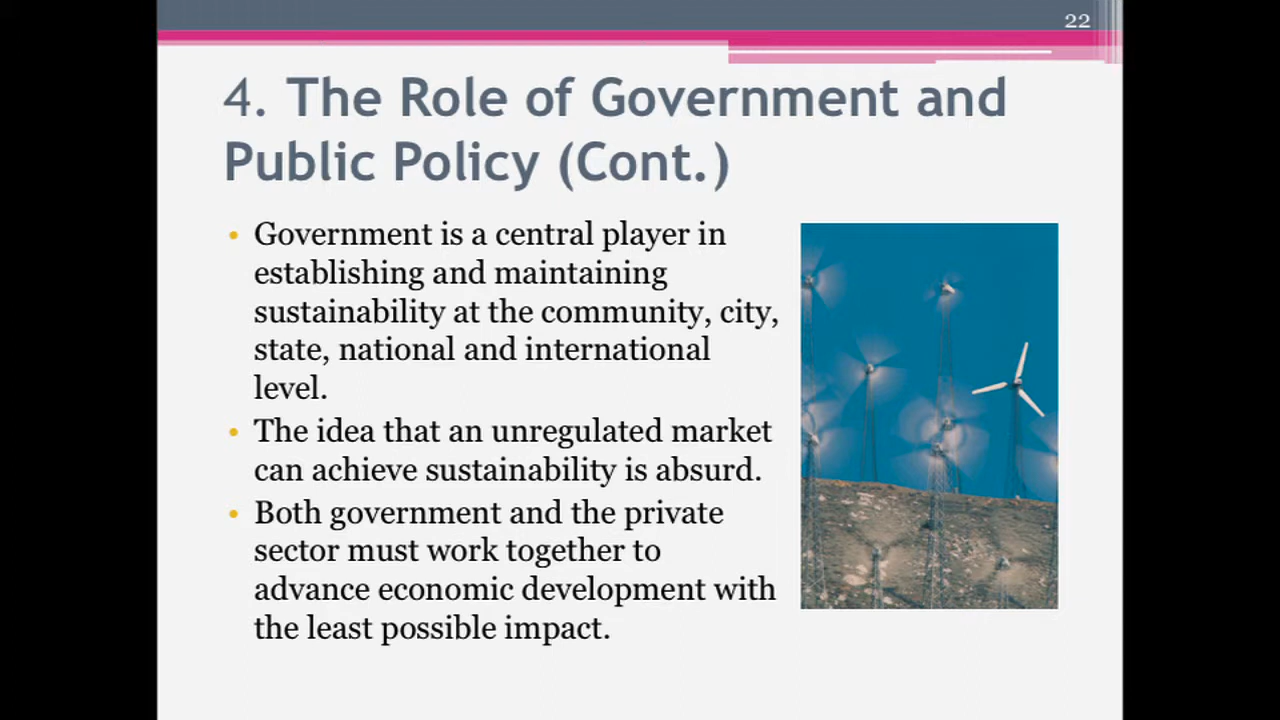 22
4. The Role of Government and
Public Policy (Cont.)
• Government is a central player in
establishing and maintaining
sustainability at the community, city,
state, national and international
level.
• The idea that an unregulated market
can achieve sustainability is absurd.
• Both government and the private
sector must work together to
advance economic development with
the least possible impact.